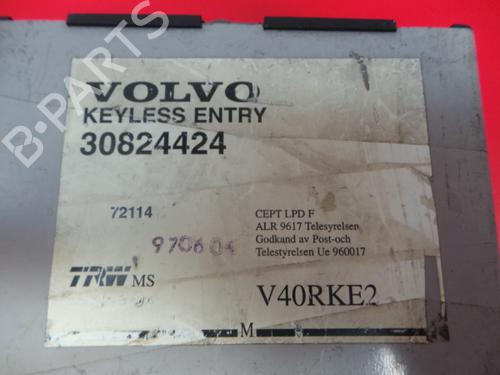 VOLVO
KEYLESS ENTRY
30824424
72114
970604
CEPT LPD F
ALR 9617 Telesyrelsen
Godkand av Post-och
Telestyrelsen Ue 960017
TRW MS
V40RKE2
M
B-PARTS